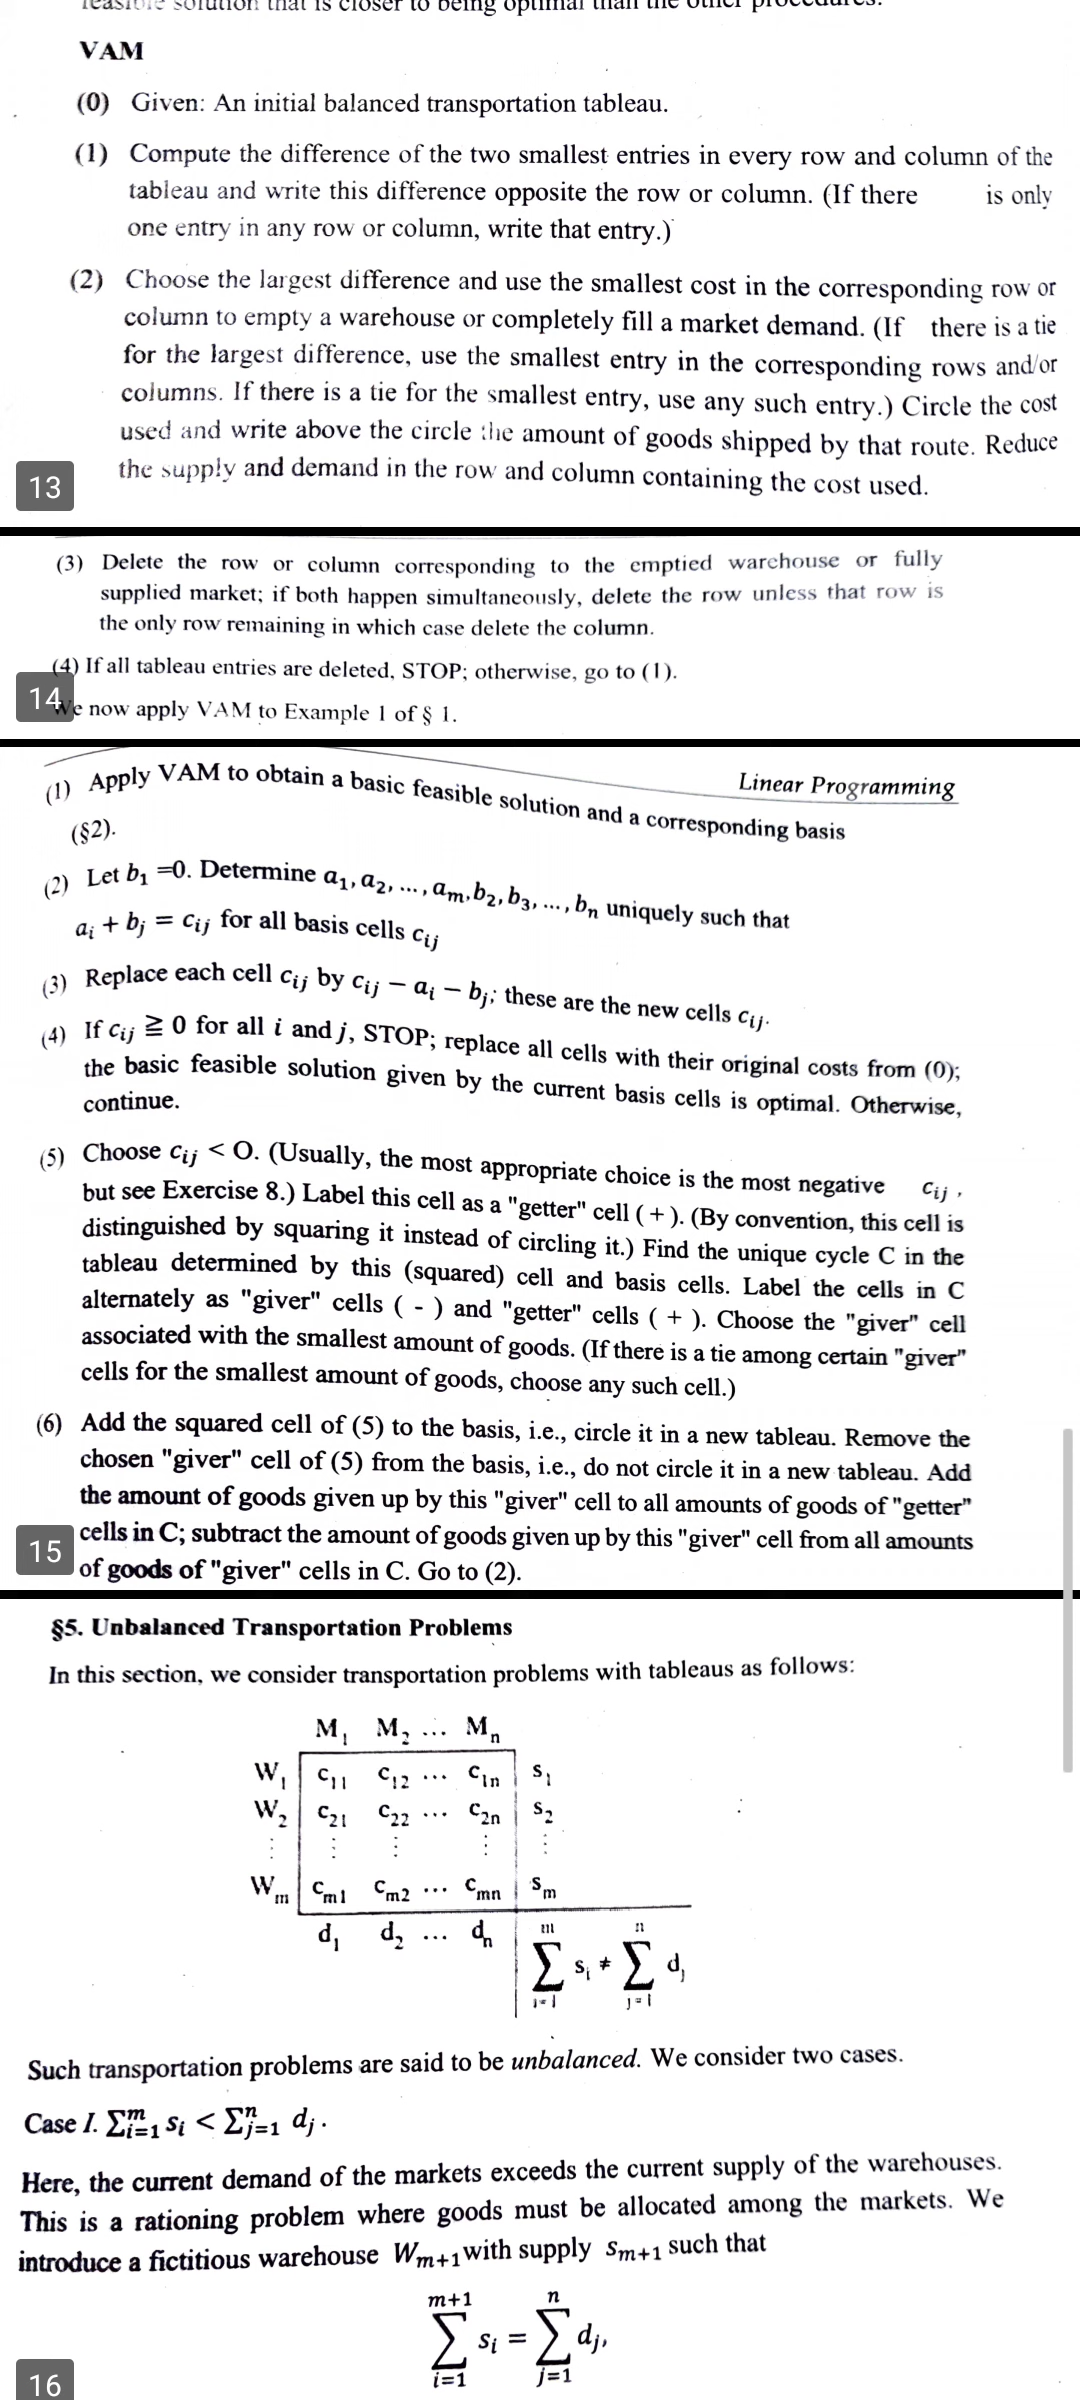 feasible solution that is closer to being optimal than the other procedures.
VAM
(0) Given: An initial balanced transportation tableau.
(1) Compute the difference of the two smallest entries in every row and column of the
tableau and write this difference opposite the row or column. (If there is only
one entry in any row or column, write that entry.)
(2) Choose the largest difference and use the smallest cost in the corresponding row or
column to empty a warehouse or completely fill a market demand. (If there is a tie
for the largest difference, use the smallest entry in the corresponding rows and/or
columns. If there is a tie for the smallest entry, use any such entry.) Circle the cost
used and write above the circle the amount of goods shipped by that route. Reduce
the supply and demand in the row and column containing the cost used.
13
(3) Delete the row or column corresponding to the emptied warehouse or fully
supplied market; if both happen simultaneously, delete the row unless that row is
the only row remaining in which case delete the column.
(4) If all tableau entries are deleted, STOP; otherwise, go to (1).
14
We now apply VAM to Example 1 of § 1.
Linear Programming
(1) Apply VAM to obtain a basic feasible solution and a corresponding basis
(§2).
(2) Let b₁ =0. Determine a₁, a₂, ..., aₘ, b₂, b₃, ..., bₙ uniquely such that
aᵢ + bⱼ = cᵢⱼ for all basis cells cᵢⱼ
(3) Replace each cell cᵢⱼ by cᵢⱼ − aᵢ − bⱼ; these are the new cells cᵢⱼ.
(4) If cᵢⱼ ≧ 0 for all i and j, STOP; replace all cells with their original costs from (0);
the basic feasible solution given by the current basis cells is optimal. Otherwise,
continue.
(5) Choose cᵢⱼ < O. (Usually, the most appropriate choice is the most negative cᵢⱼ ,
but see Exercise 8.) Label this cell as a "getter" cell ( + ). (By convention, this cell is
distinguished by squaring it instead of circling it.) Find the unique cycle C in the
tableau determined by this (squared) cell and basis cells. Label the cells in C
alternately as "giver" cells ( - ) and "getter" cells ( + ). Choose the "giver" cell
associated with the smallest amount of goods. (If there is a tie among certain "giver"
cells for the smallest amount of goods, choose any such cell.)
(6) Add the squared cell of (5) to the basis, i.e., circle it in a new tableau. Remove the
chosen "giver" cell of (5) from the basis, i.e., do not circle it in a new tableau. Add
the amount of goods given up by this "giver" cell to all amounts of goods of "getter"
cells in C; subtract the amount of goods given up by this "giver" cell from all amounts
15
of goods of "giver" cells in C. Go to (2).
§5. Unbalanced Transportation Problems
In this section, we consider transportation problems with tableaus as follows:
M₁ M₂ ... Mₙ
W₁ c₁₁ c₁₂ ... c₁ₙ s₁
W₂ c₂₁ c₂₂ ... c₂ₙ s₂
⋮ ⋮ ⋮ ⋮ ⋮
Wₘ cₘ₁ cₘ₂ ... cₘₙ sₘ
d₁ d₂ ... dₙ ∑ᵢ₌₁ᵐ sᵢ ≠ ∑ⱼ₌₁ⁿ dⱼ
Such transportation problems are said to be unbalanced. We consider two cases.
Case I. ∑ᵢ₌₁ᵐ sᵢ < ∑ⱼ₌₁ⁿ dⱼ .
Here, the current demand of the markets exceeds the current supply of the warehouses.
This is a rationing problem where goods must be allocated among the markets. We
introduce a fictitious warehouse Wₘ₊₁ with supply sₘ₊₁ such that
∑ᵢ₌₁ᵐ⁺¹ sᵢ = ∑ⱼ₌₁ⁿ dⱼ,
16